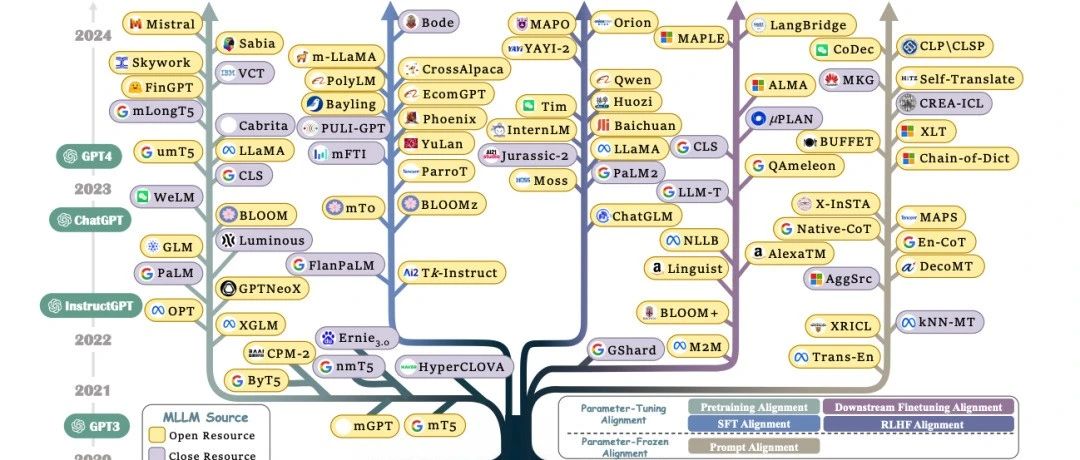 2024
GPT4
2023
ChatGPT
InstructGPT
2022
2021
GPT3
Mistral
Sabia
Skywork
IBM VCT
FinGPT
mLongT5
Cabrita
umT5
LLaMA
CLS
WeLM
BLOOM
Luminous
GLM
PaLM
GPTNeoX
OPT
XGLM
CPM-2
ByT5
Ernie3.0
nmT5
HyperCLOVA
mGPT
mT5
Bode
m-LLaMA
CrossAlpaca
PolyLM
EcomGPT
Bayling
Phoenix
PULI-GPT
YuLan
mFTI
ParroT
mTo
BLOOMz
FlanPaLM
Ai2 Tk-Instruct
MAPO
Orion
YAYI YAYI-2
Qwen
Tim
Huozi
InternLM
Baichuan
Jurassic-2
LLaMA
Moss
PaLM2
ChatGLM
MAPLE
LangBridge
ALMA
μPLAN
CLS
QAmeleon
LLM-T
NLLB
AlexaTM
Linguist
BLOOM+
GShard
M2M
CoDec
CLP\CLSP
MKG
Self-Translate
CREA-ICL
BUFFET
XLT
Chain-of-Dict
X-InSTA
MAPS
Native-CoT
En-CoT
AggSrc
DecoMT
XRICL
kNN-MT
Trans-En
MLLM Source
Open Resource
Close Resource
Parameter-Tuning
Alignment
Pretraining Alignment
Downstream Finetuning Alignment
SFT Alignment
RLHF Alignment
Parameter-Frozen
Alignment
Prompt Alignment